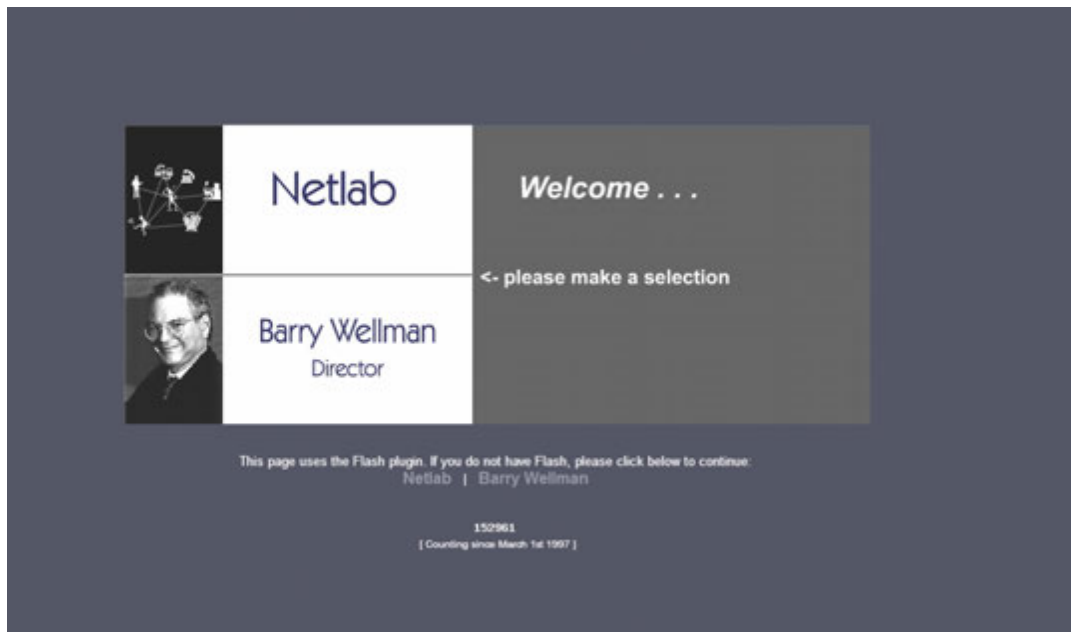 Netlab
Welcome . . .
<- please make a selection
Barry Wellman
Director
This page uses the Flash plugin. If you do not have Flash, please click below to continue:
Netlab | Barry Wellman
152961
[ Counting since March 1st 1997 ]